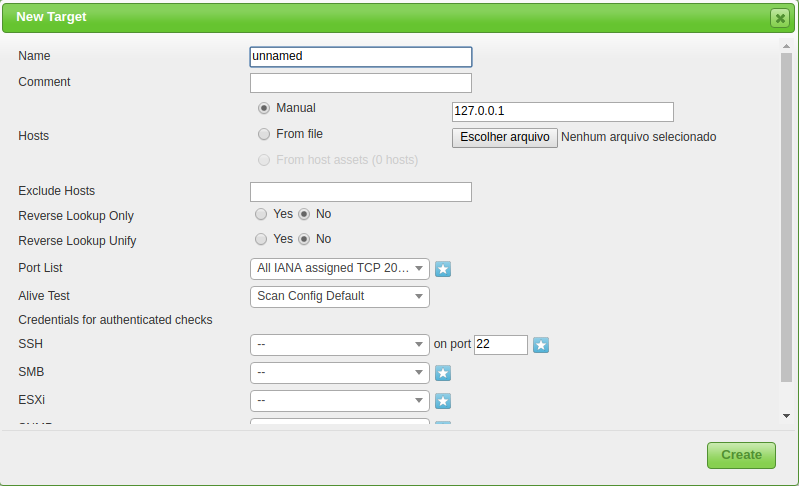 New Target
Name unnamed
Comment
Manual 127.0.0.1
Hosts From file Escolher arquivo Nenhum arquivo selecionado
From host assets (0 hosts)
Exclude Hosts
Reverse Lookup Only Yes No
Reverse Lookup Unify Yes No
Port List All IANA assigned TCP 20...
Alive Test Scan Config Default
Credentials for authenticated checks
SSH -- on port 22
SMB --
ESXi --
Create